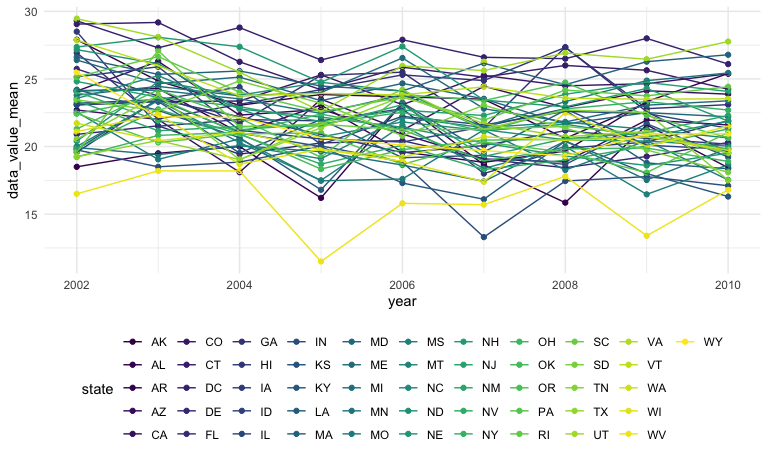 30
25
20
15
data_value_mean
2002 2004 2006 2008 2010
year
state
AK CO GA IN MD MS NH OH SC VA WY
AL CT HI KS ME MT NJ OK SD VT
AR DC IA KY MI NC NM OR TN WA
AZ DE ID LA MN ND NV PA TX WI
CA FL IL MA MO NE NY RI UT WV